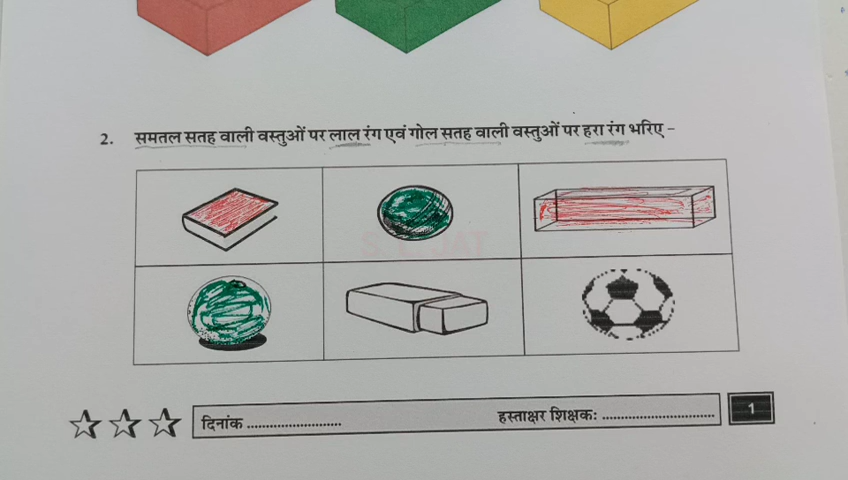 2. समतल सतह वाली वस्तुओं पर लाल रंग एवं गोल सतह वाली वस्तुओं पर हरा रंग भरिए –
दिनांक ......................... हस्ताक्षर शिक्षक: ..............................
1